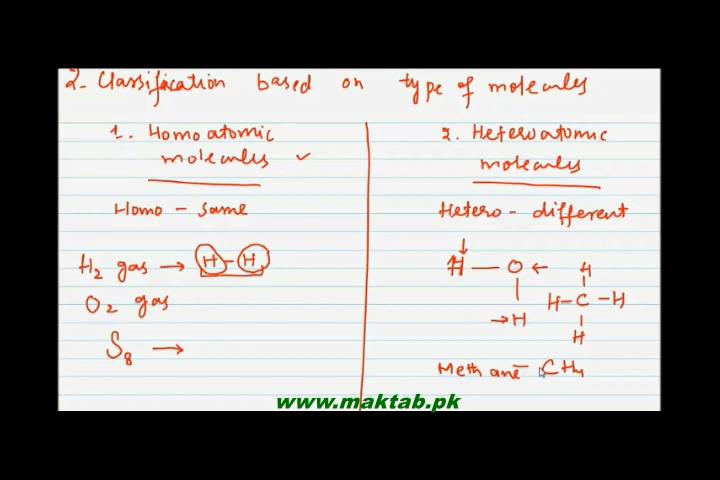 2- Classification based on type of molecules
1. Homoatomic
molecules ✓
Homo - same
H2 gas → H-H
O2 gas
S8 →
2. Heteroatomic
molecules
Hetero - different
H — O ←
→ H
H
H-C-H
H
Methane - CH4
www.maktab.pk